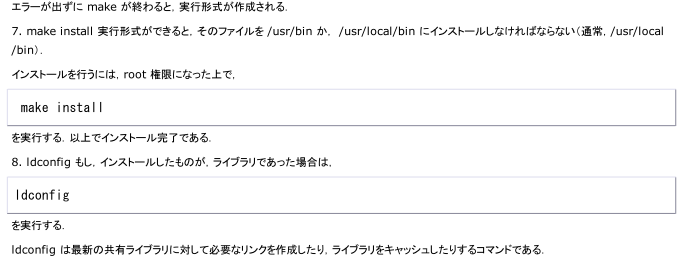 エラーが出ずに make が終わると, 実行形式が作成される.
7. make install 実行形式ができると, そのファイルを /usr/bin か, /usr/local/bin にインストールしなければならない(通常, /usr/local
/bin).
インストールを行うには, root 権限になった上で,
make install
を実行する. 以上でインストール完了である.
8. ldconfig もし, インストールしたものが, ライブラリであった場合は,
ldconfig
を実行する.
ldconfig は最新の共有ライブラリに対して必要なリンクを作成したり, ライブラリをキャッシュしたりするコマンドである.